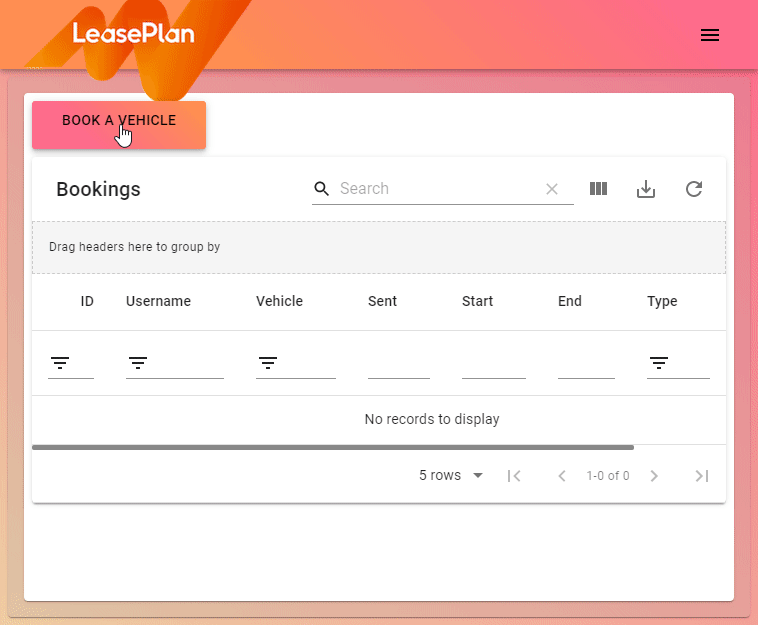 LeasePlan
BOOK A VEHICLE
Bookings
Search
Drag headers here to group by
ID Username Vehicle Sent Start End Type
No records to display
5 rows 1-0 of 0